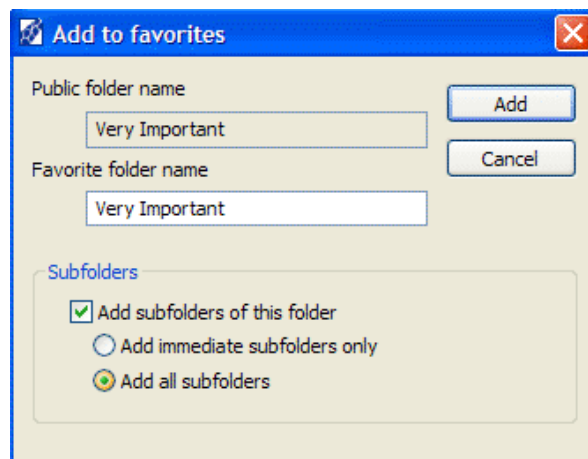 Add to favorites
Public folder name
Add
Very Important
Cancel
Favorite folder name
Very Important
Subfolders
Add subfolders of this folder
Add immediate subfolders only
Add all subfolders